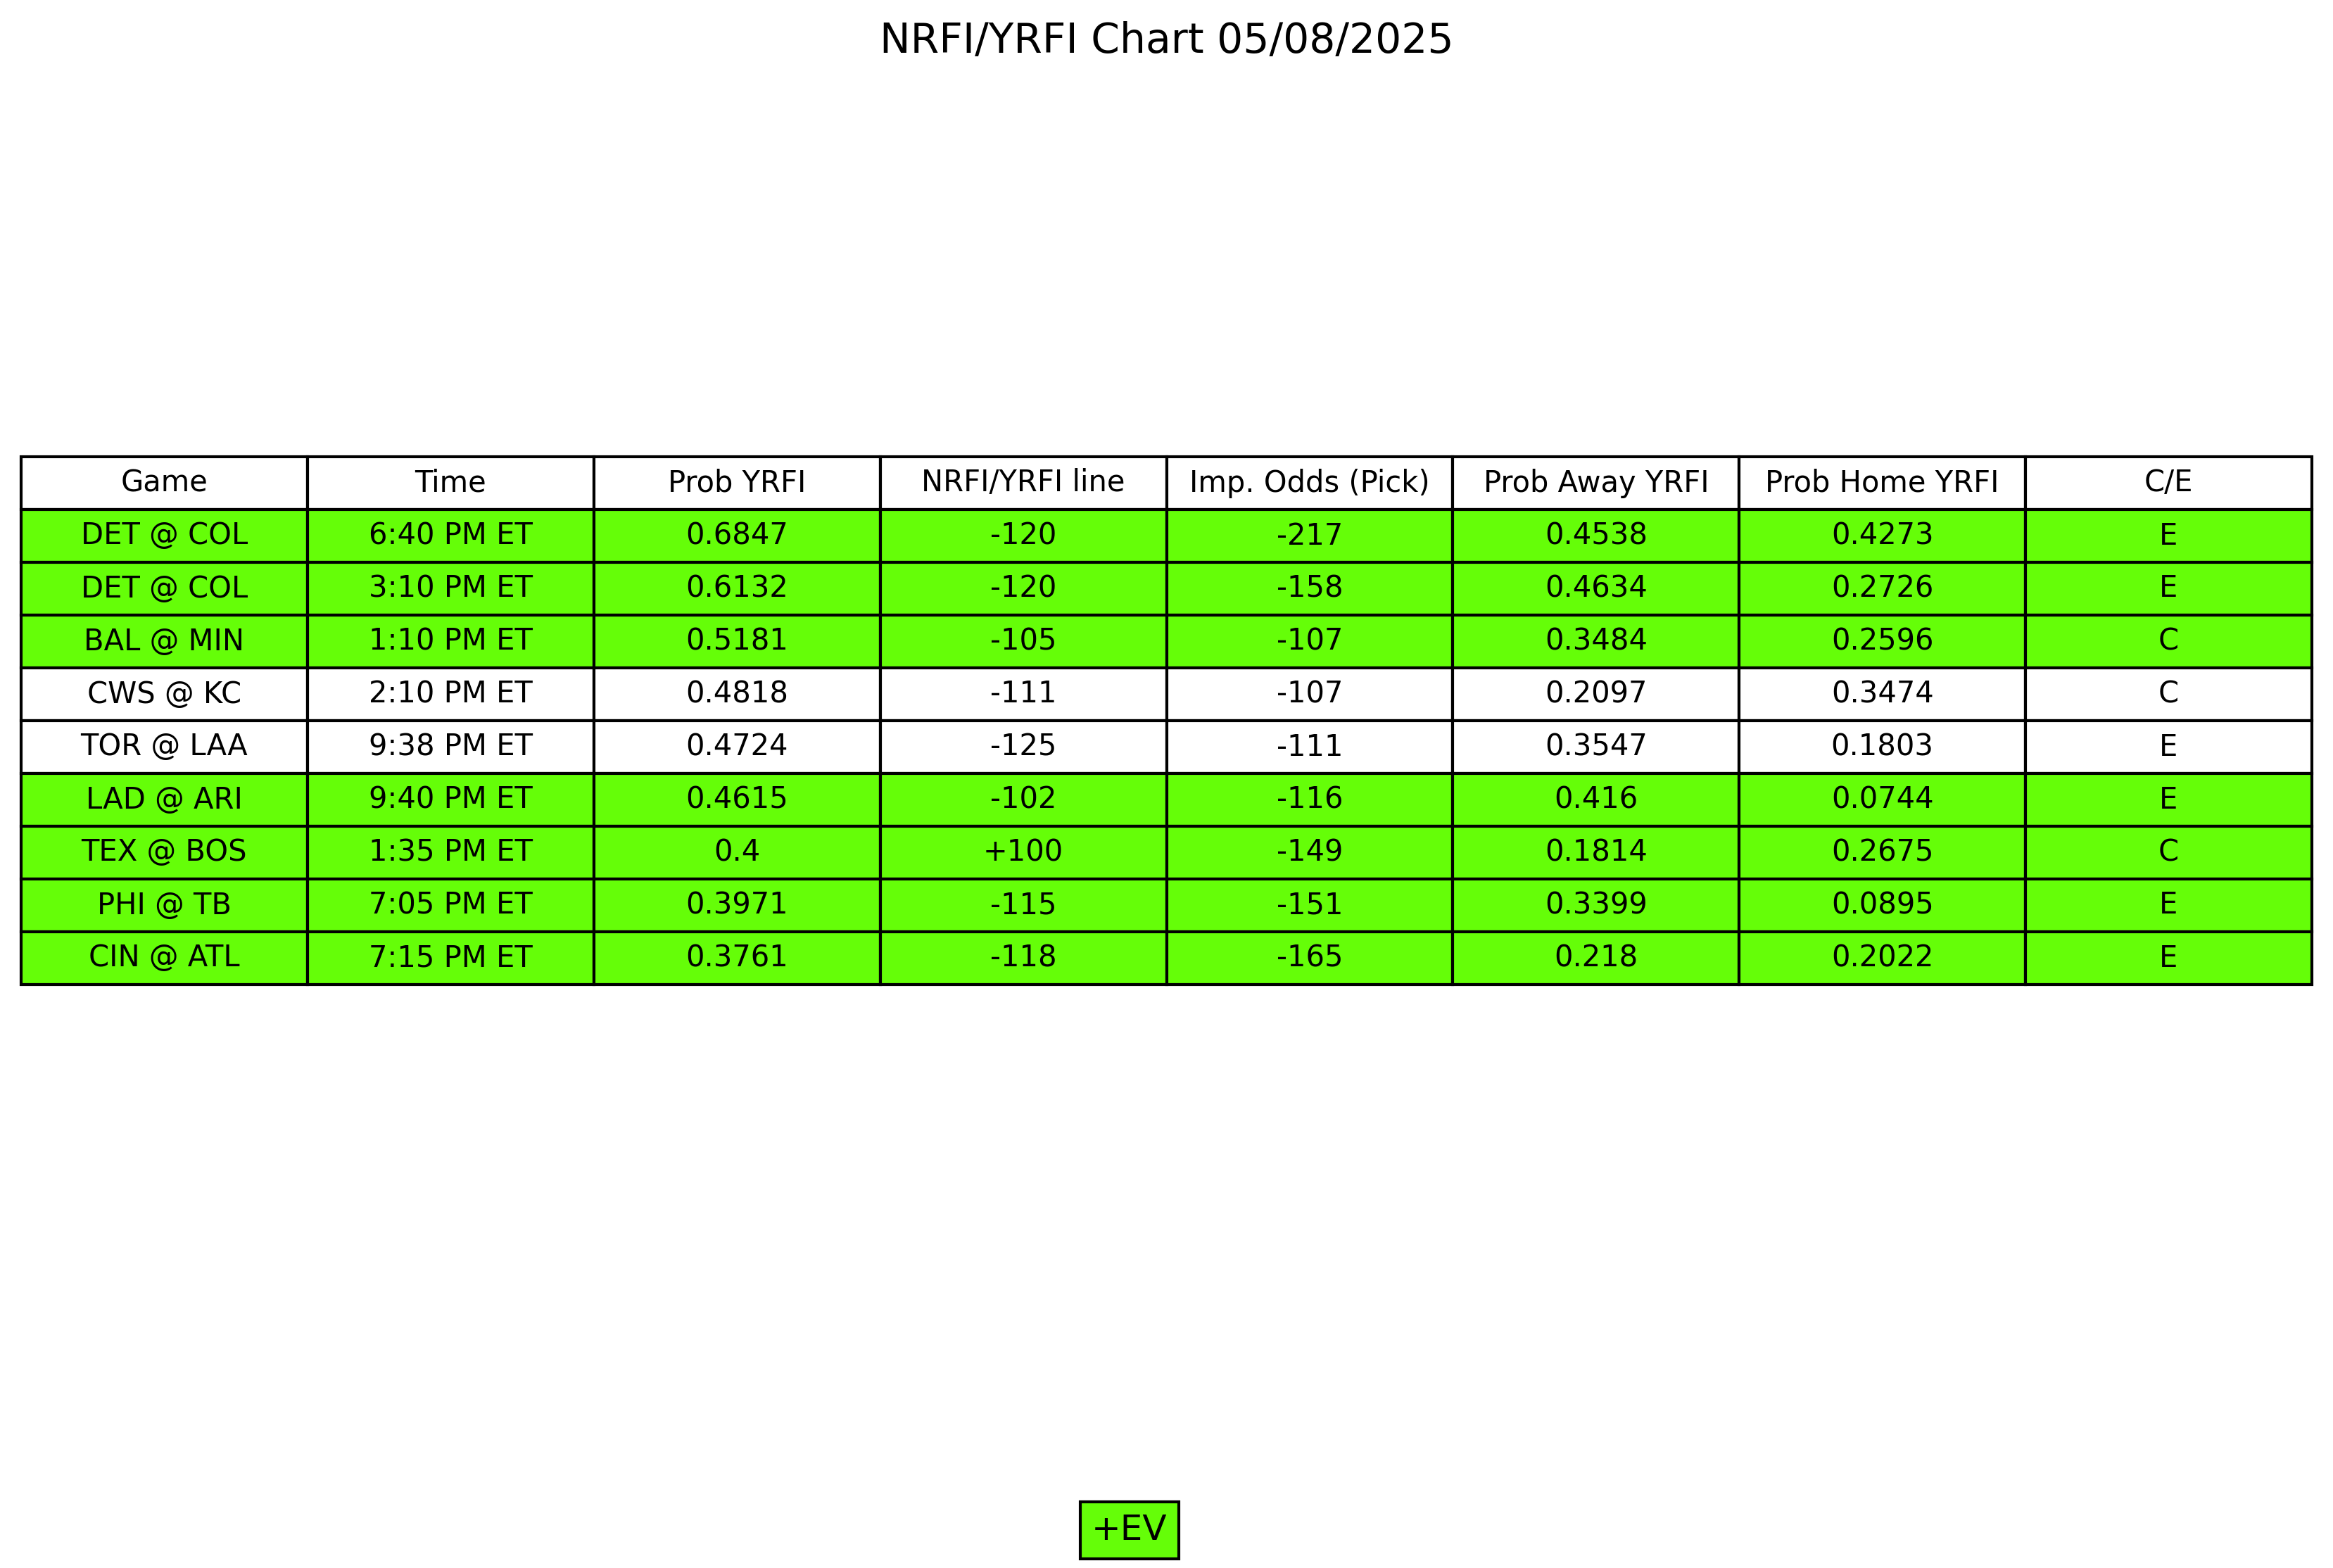 NRFI/YRFI Chart 05/08/2025
Game Time Prob YRFI NRFI/YRFI line Imp. Odds (Pick) Prob Away YRFI Prob Home YRFI C/E
DET @ COL 6:40 PM ET 0.6847 -120 -217 0.4538 0.4273 E
DET @ COL 3:10 PM ET 0.6132 -120 -158 0.4634 0.2726 E
BAL @ MIN 1:10 PM ET 0.5181 -105 -107 0.3484 0.2596 C
CWS @ KC 2:10 PM ET 0.4818 -111 -107 0.2097 0.3474 C
TOR @ LAA 9:38 PM ET 0.4724 -125 -111 0.3547 0.1803 E
LAD @ ARI 9:40 PM ET 0.4615 -102 -116 0.416 0.0744 E
TEX @ BOS 1:35 PM ET 0.4 +100 -149 0.1814 0.2675 C
PHI @ TB 7:05 PM ET 0.3971 -115 -151 0.3399 0.0895 E
CIN @ ATL 7:15 PM ET 0.3761 -118 -165 0.218 0.2022 E
+EV